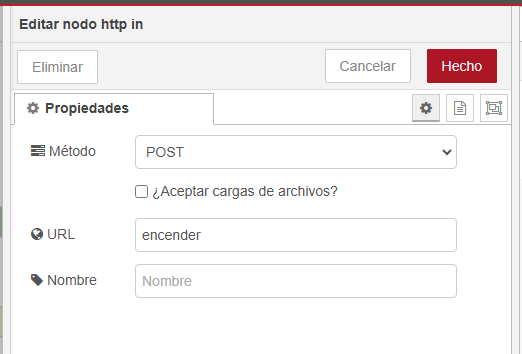 Editar nodo http in
Eliminar
Cancelar
Hecho
Propiedades
Método
POST
¿Aceptar cargas de archivos?
URL
encender
Nombre
Nombre